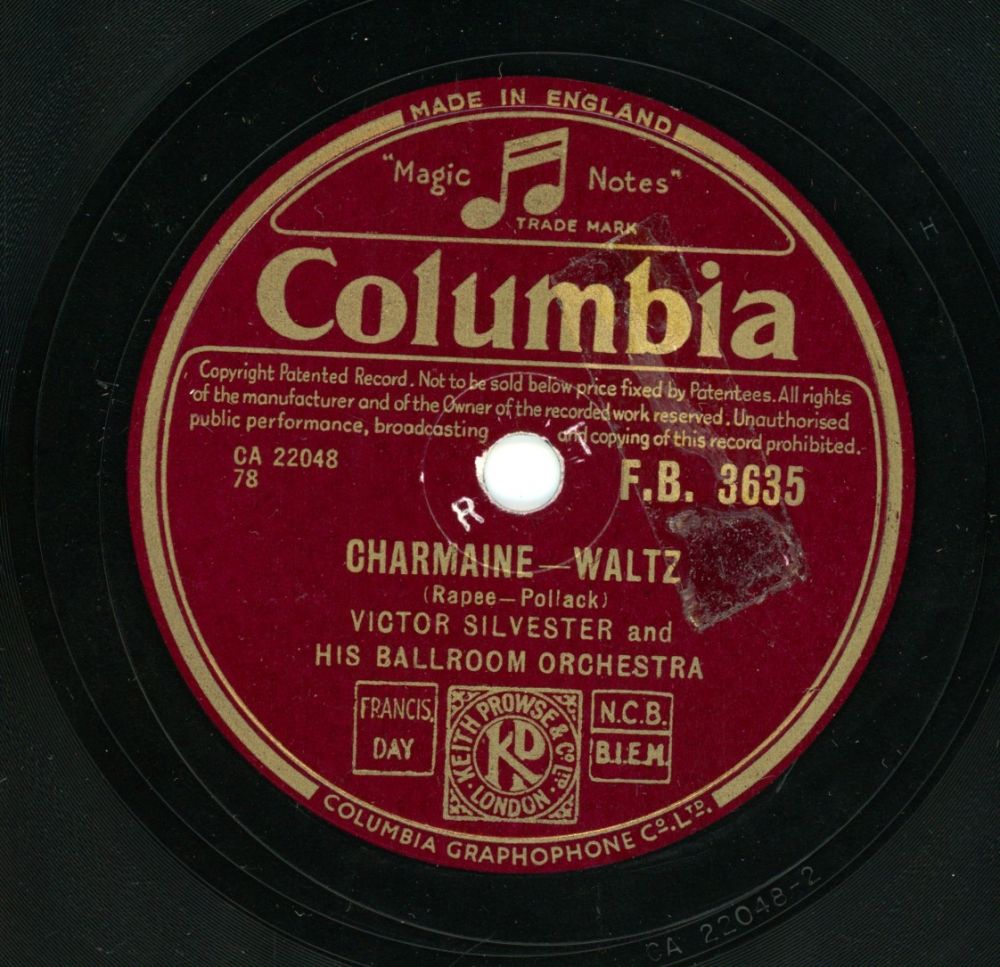 MADE IN ENGLAND
"Magic Notes"
TRADE MARK
Columbia
Copyright Patented Record. Not to be sold below price fixed by Patentees. All rights
of the manufacturer and of the Owner of the recorded work reserved. Unauthorised
public performance, broadcasting and copying of this record prohibited.
CA 22048
78
F.B. 3635
R T
CHARMAINE—WALTZ
(Rapee—Pollack)
VICTOR SILVESTER and
HIS BALLROOM ORCHESTRA
FRANCIS,
DAY
KEITH PROWSE & Co. Ltd.
KP
LONDON
N.C.B.
B.I.E.M.
COLUMBIA GRAPHOPHONE Co. LTD.
CA 22048-2
H